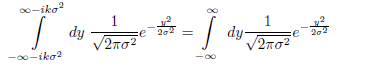 ∫_{-∞-ikσ²}^{∞-ikσ²} dy 1/√(2πσ²) e^{-y²/2σ²} = ∫_{-∞}^{∞} dy 1/√(2πσ²) e^{-y²/2σ²}